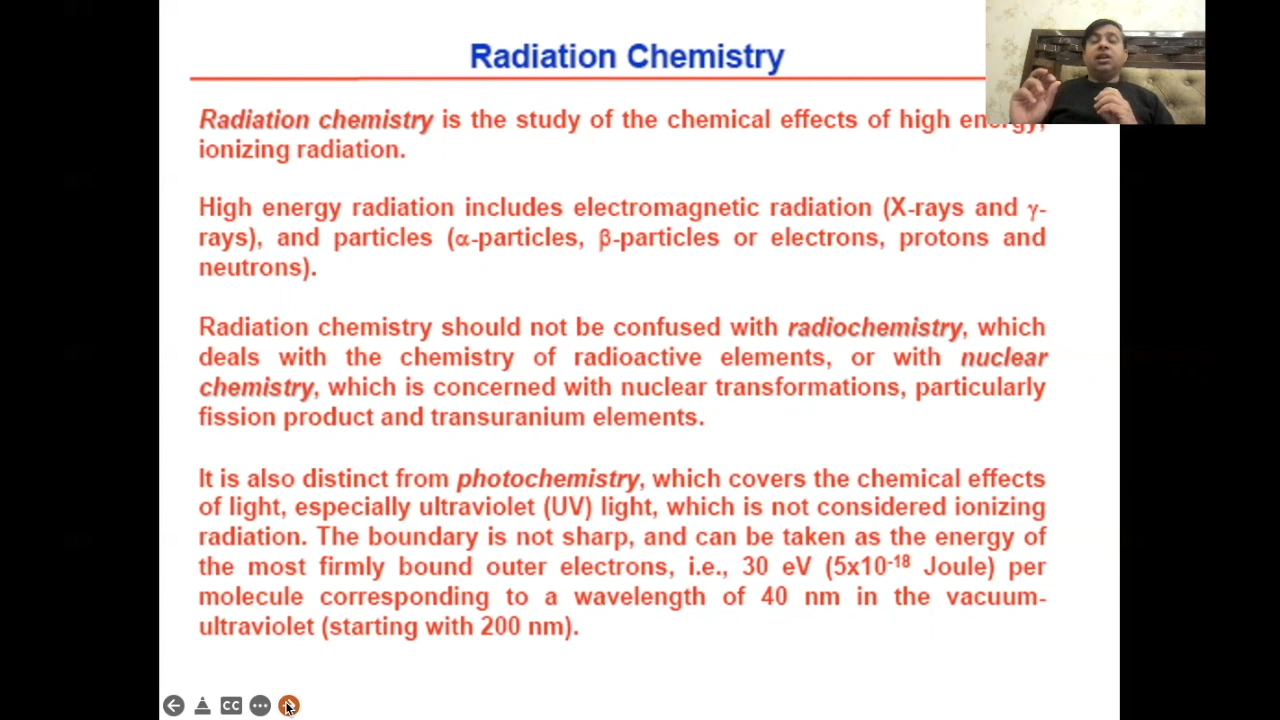 Radiation Chemistry
Radiation chemistry is the study of the chemical effects of high energy,
ionizing radiation.
High energy radiation includes electromagnetic radiation (X-rays and γ-
rays), and particles (α-particles, β-particles or electrons, protons and
neutrons).
Radiation chemistry should not be confused with radiochemistry, which
deals with the chemistry of radioactive elements, or with nuclear
chemistry, which is concerned with nuclear transformations, particularly
fission product and transuranium elements.
It is also distinct from photochemistry, which covers the chemical effects
of light, especially ultraviolet (UV) light, which is not considered ionizing
radiation. The boundary is not sharp, and can be taken as the energy of
the most firmly bound outer electrons, i.e., 30 eV (5x10⁻¹⁸ Joule) per
molecule corresponding to a wavelength of 40 nm in the vacuum-
ultraviolet (starting with 200 nm).
CC